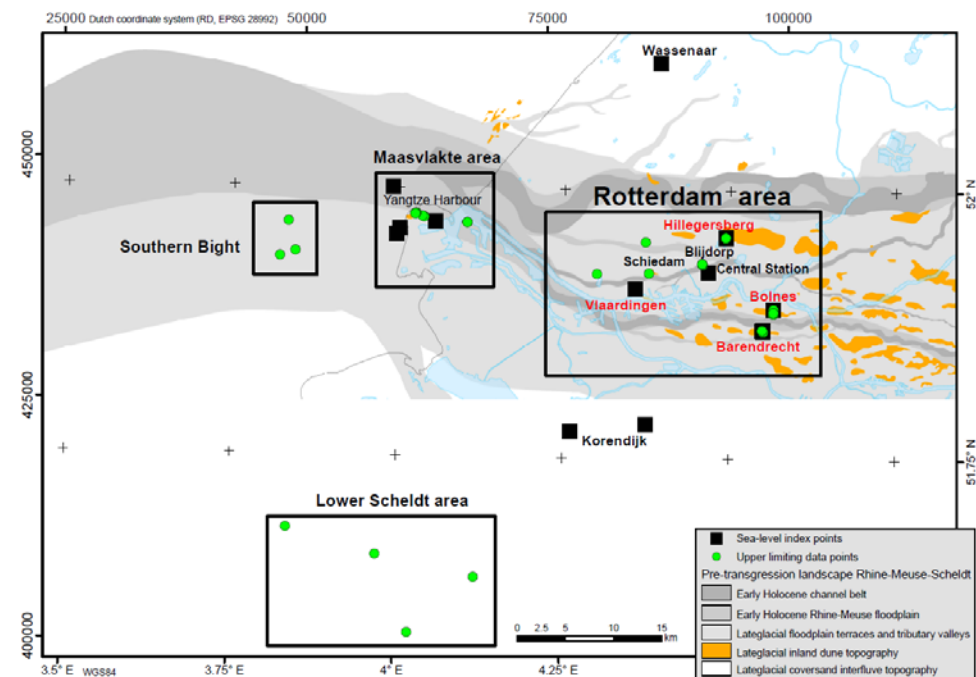 25000 Dutch coordinate system (RD, EPSG 28992) 50000 75000 100000
Wassenaar
450000
Maasvlakte area
Yangtze Harbour
Rotterdam area
52° N
Hillegersberg
Southern Bight
Blijdorp
Schiedam
Central Station
Vlaardingen
Bolnes
Barendrecht
425000
Korendijk
51.75° N
Lower Scheldt area
Sea-level index points
Upper limiting data points
Pre-transgression landscape Rhine-Meuse-Scheldt
Early Holocene channel belt
Early Holocene Rhine-Meuse floodplain
Lateglacial floodplain terraces and tributary valleys
Lateglacial inland dune topography
Lateglacial coversand interfluve topography
400000
0 2.5 5 10 15
km
3.5° E WGS84 3.75° E 4° E 4.25° E